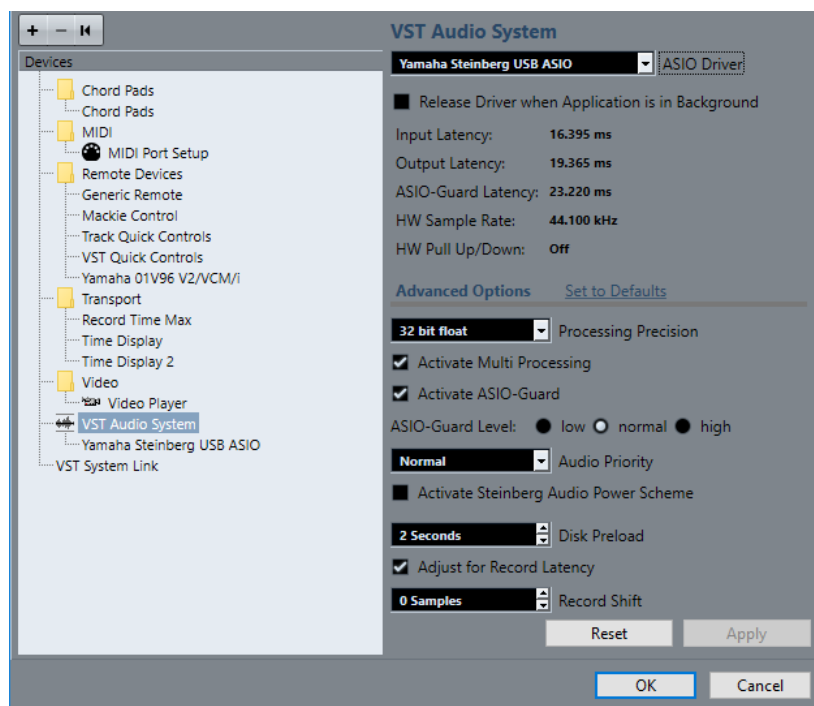 Devices
Chord Pads
Chord Pads
MIDI
MIDI Port Setup
Remote Devices
Generic Remote
Mackie Control
Track Quick Controls
VST Quick Controls
Yamaha 01V96 V2/VCM/i
Transport
Record Time Max
Time Display
Time Display 2
Video
Video Player
VST Audio System
Yamaha Steinberg USB ASIO
VST System Link
VST Audio System
Yamaha Steinberg USB ASIO ASIO Driver
Release Driver when Application is in Background
Input Latency: 16.395 ms
Output Latency: 19.365 ms
ASIO-Guard Latency: 23.220 ms
HW Sample Rate: 44.100 kHz
HW Pull Up/Down: Off
Advanced Options Set to Defaults
32 bit float Processing Precision
Activate Multi Processing
Activate ASIO-Guard
ASIO-Guard Level: low normal high
Normal Audio Priority
Activate Steinberg Audio Power Scheme
2 Seconds Disk Preload
Adjust for Record Latency
0 Samples Record Shift
Reset Apply
OK Cancel